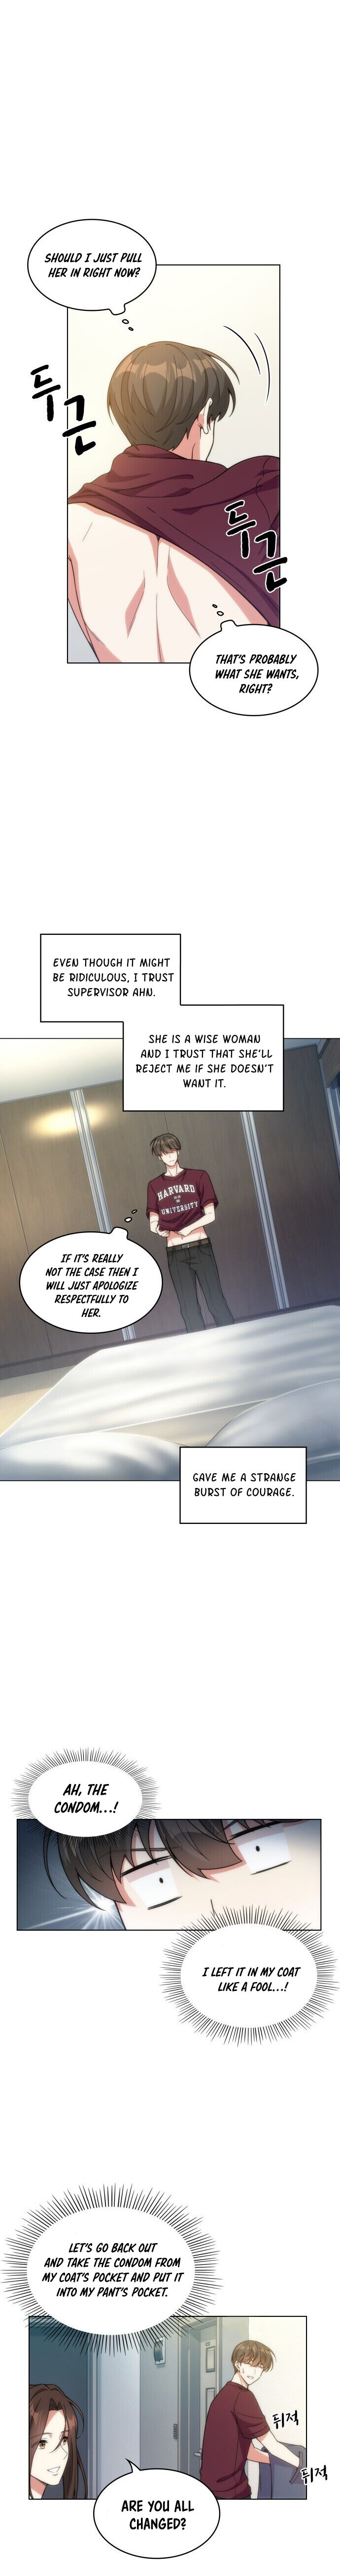 SHOULD I JUST PULL
HER IN RIGHT NOW?
두근
두근
THAT'S PROBABLY
WHAT SHE WANTS,
RIGHT?
EVEN THOUGH IT MIGHT
BE RIDICULOUS, I TRUST
SUPERVISOR AHN.
SHE IS A WISE WOMAN
AND I TRUST THAT SHE'LL
REJECT ME IF SHE DOESN'T
WANT IT.
HARVARD
UNIVERSITY
IF IT'S REALLY
NOT THE CASE THEN I
WILL JUST APOLOGIZE
RESPECTFULLY TO
HER.
GAVE ME A STRANGE
BURST OF COURAGE.
AH, THE
CONDOM...!
I LEFT IT IN MY COAT
LIKE A FOOL...!
LET'S GO BACK OUT
AND TAKE THE CONDOM FROM
MY COAT'S POCKET AND PUT IT
INTO MY PANT'S POCKET.
뒤적
뒤적
ARE YOU ALL
CHANGED?